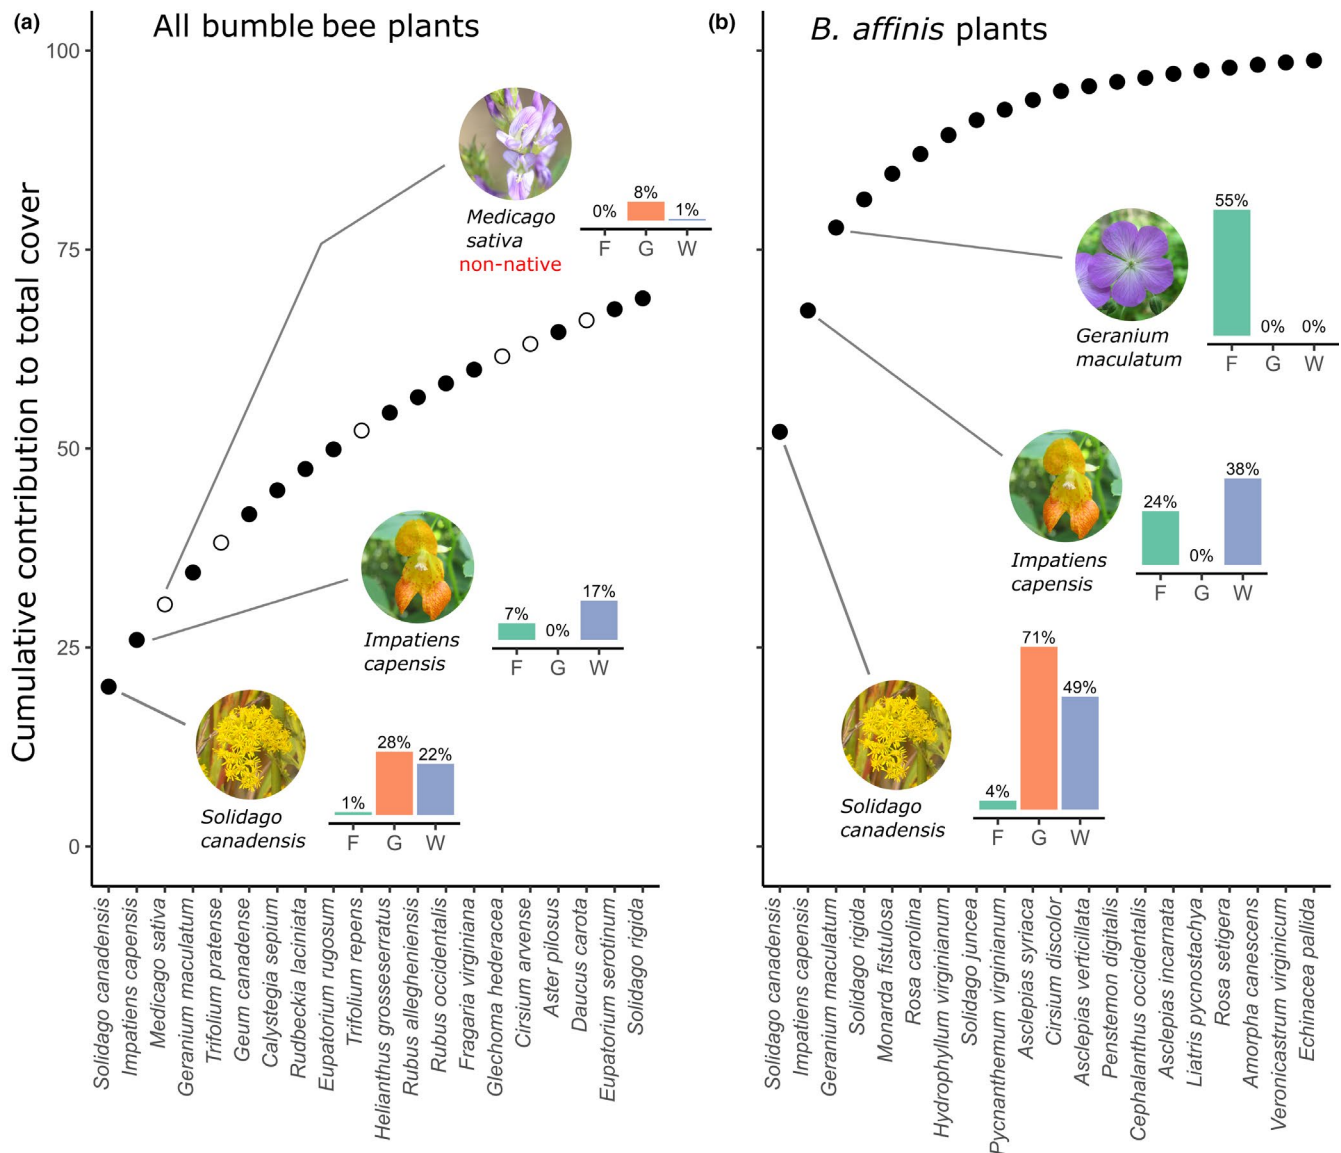 (a)
All bumble bee plants
Cumulative contribution to total cover
100
75
50
25
0
Medicago
sativa
non-native
0%
8%
1%
F
G
W
Impatiens
capensis
7%
0%
17%
F
G
W
Solidago
canadensis
1%
28%
22%
F
G
W
Solidago canadensis
Impatiens capensis
Medicago sativa
Geranium maculatum
Trifolium pratense
Geum canadense
Calystegia sepium
Rudbeckia laciniata
Eupatorium rugosum
Trifolium repens
Helianthus grosseserratus
Rubus allegheniensis
Rubus occidentalis
Fragaria virginiana
Glechoma hederacea
Cirsium arvense
Aster pilosus
Daucus carota
Eupatorium serotinum
Solidago rigida
(b)
B. affinis plants
Geranium
maculatum
55%
0%
0%
F
G
W
Impatiens
capensis
24%
0%
38%
F
G
W
Solidago
canadensis
4%
71%
49%
F
G
W
Solidago canadensis
Impatiens capensis
Geranium maculatum
Solidago rigida
Monarda fistulosa
Rosa carolina
Hydrophyllum virginianum
Solidago juncea
Pycnanthemum virginianum
Asclepias syriaca
Cirsium discolor
Asclepias verticillata
Penstemon digitalis
Cephalanthus occidentalis
Asclepias incarnata
Liatris pycnostachya
Rosa setigera
Amorpha canescens
Veronicastrum virginicum
Echinacea pallida